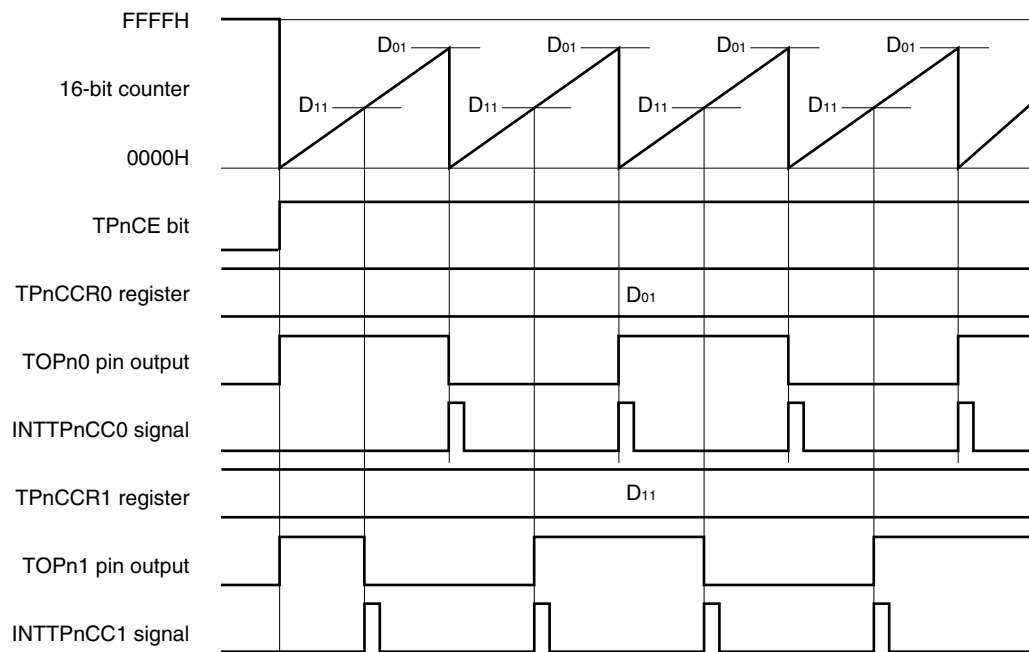 FFFFH
D01 D01 D01 D01
16-bit counter
D11 D11 D11 D11
0000H
TPnCE bit
TPnCCR0 register D01
TOPn0 pin output
INTTPnCC0 signal
TPnCCR1 register D11
TOPn1 pin output
INTTPnCC1 signal